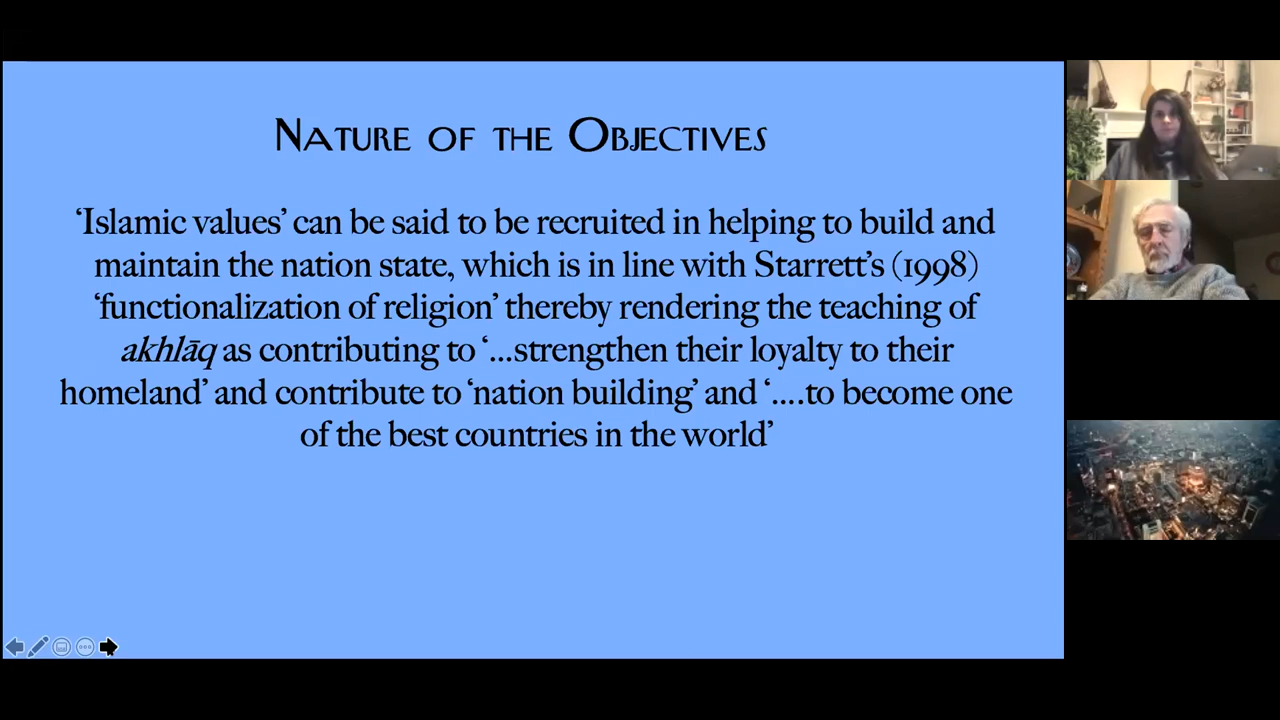 Nature of the Objectives
‘Islamic values’ can be said to be recruited in helping to build and
maintain the nation state, which is in line with Starrett’s (1998)
‘functionalization of religion’ thereby rendering the teaching of
akhlāq as contributing to ‘...strengthen their loyalty to their
homeland’ and contribute to ‘nation building’ and ‘....to become one
of the best countries in the world’